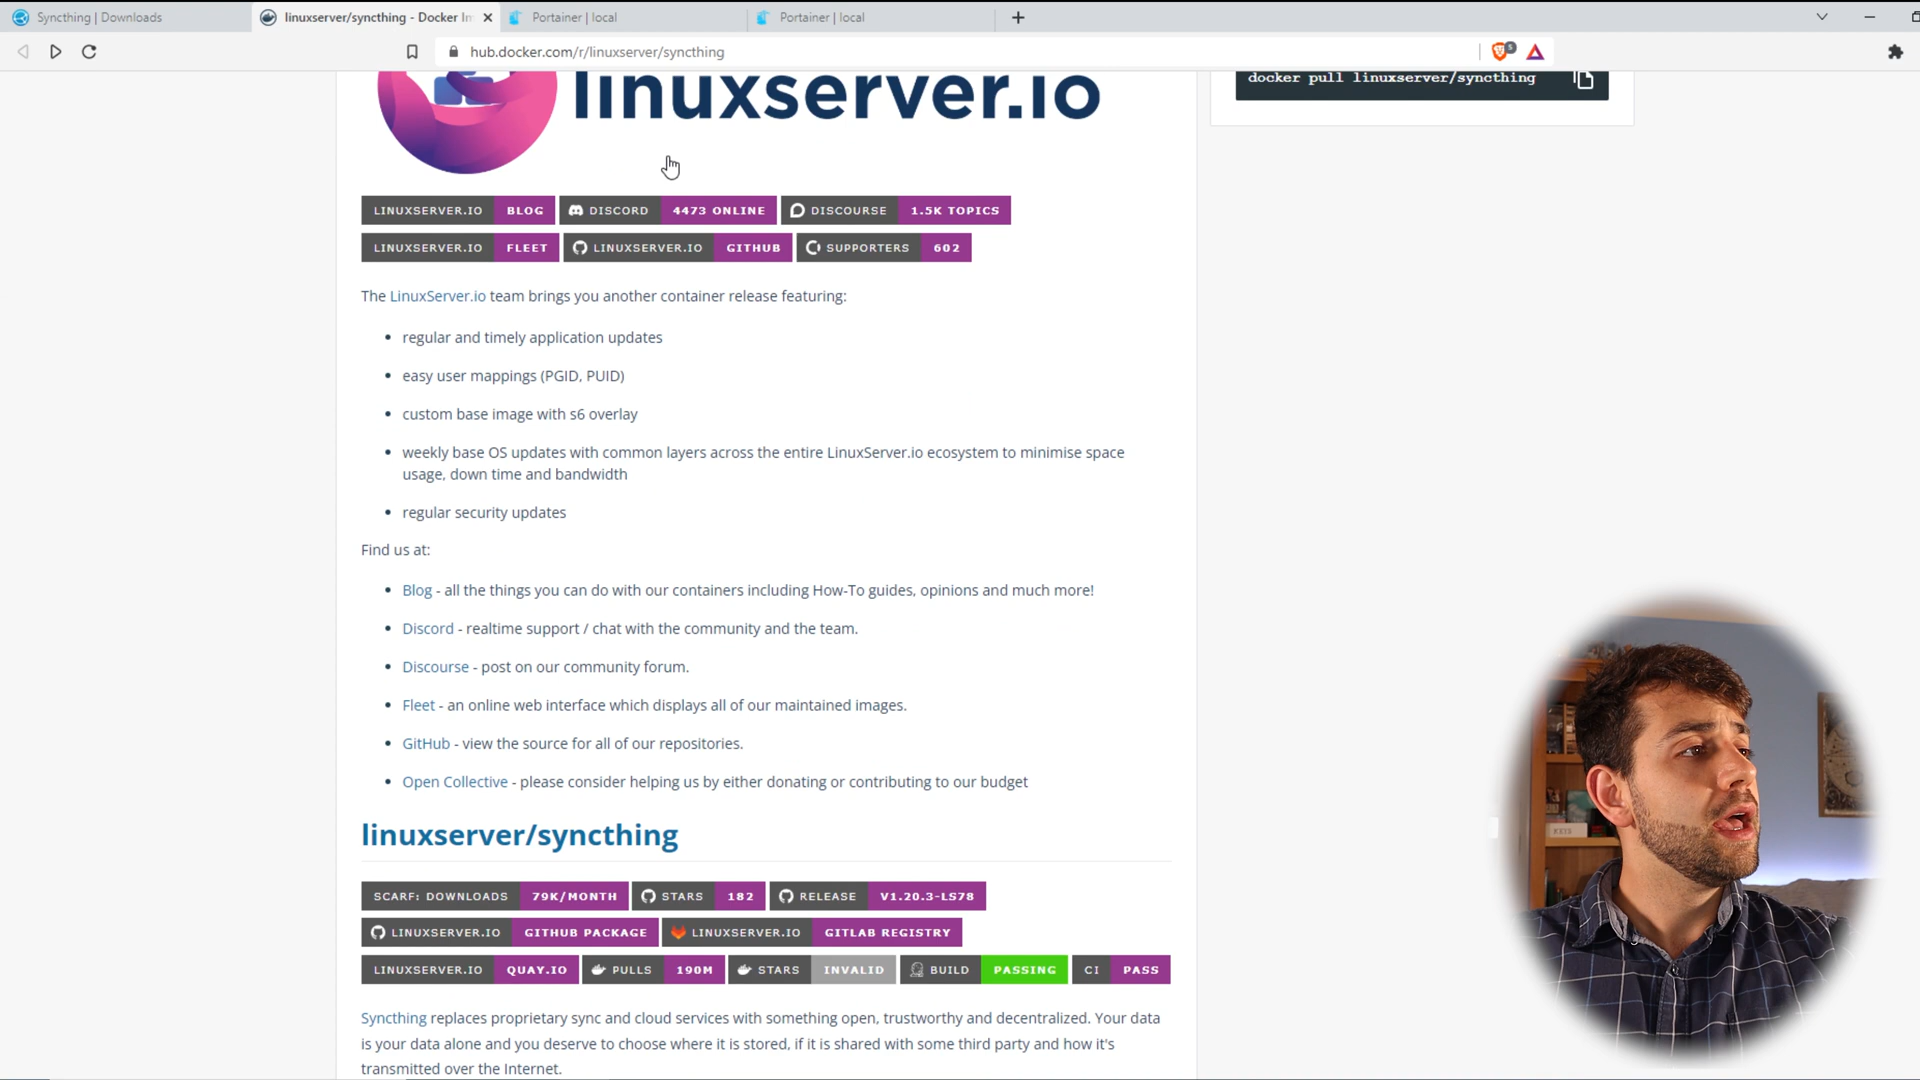 Syncthing | Downloads
linuxserver/syncthing - Docker Im
Portainer | local
Portainer | local
hub.docker.com/r/linuxserver/syncthing
5
linuxserver.io
docker pull linuxserver/syncthing
LINUXSERVER.IO BLOG DISCORD 4473 ONLINE DISCOURSE 1.5K TOPICS
LINUXSERVER.IO FLEET LINUXSERVER.IO GITHUB SUPPORTERS 602
The LinuxServer.io team brings you another container release featuring:
• regular and timely application updates
• easy user mappings (PGID, PUID)
• custom base image with s6 overlay
• weekly base OS updates with common layers across the entire LinuxServer.io ecosystem to minimise space
usage, down time and bandwidth
• regular security updates
Find us at:
• Blog - all the things you can do with our containers including How-To guides, opinions and much more!
• Discord - realtime support / chat with the community and the team.
• Discourse - post on our community forum.
• Fleet - an online web interface which displays all of our maintained images.
• GitHub - view the source for all of our repositories.
• Open Collective - please consider helping us by either donating or contributing to our budget
linuxserver/syncthing
SCARF: DOWNLOADS 79K/MONTH STARS 182 RELEASE V1.20.3-LS78
LINUXSERVER.IO GITHUB PACKAGE LINUXSERVER.IO GITLAB REGISTRY
LINUXSERVER.IO QUAY.IO PULLS 190M STARS INVALID BUILD PASSING CI PASS
Syncthing replaces proprietary sync and cloud services with something open, trustworthy and decentralized. Your data
is your data alone and you deserve to choose where it is stored, if it is shared with some third party and how it's
transmitted over the Internet.